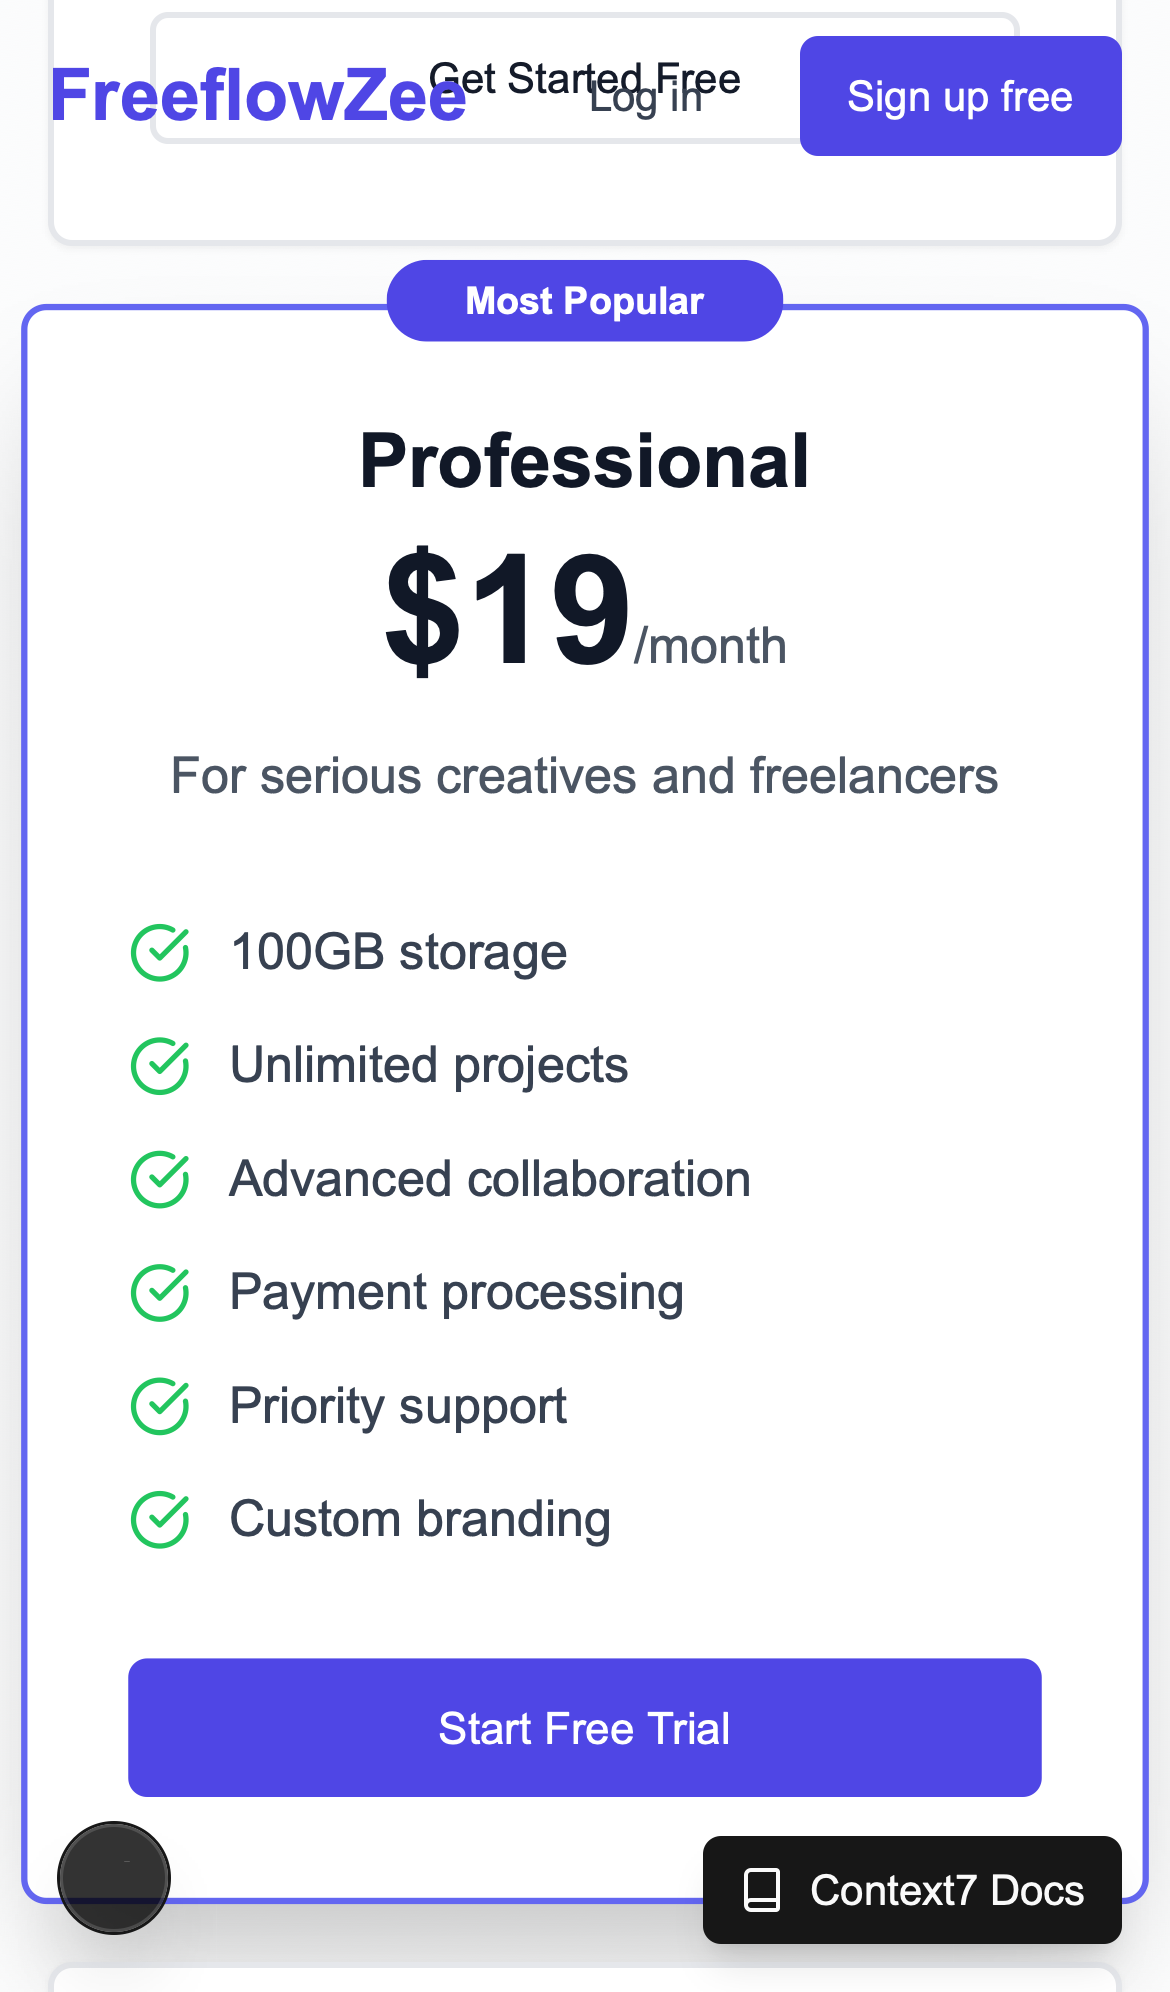 Get Started Free
FreeflowZee
Log in
Sign up free
Most Popular
Professional
$19/month
For serious creatives and freelancers
100GB storage
Unlimited projects
Advanced collaboration
Payment processing
Priority support
Custom branding
Start Free Trial
Context7 Docs